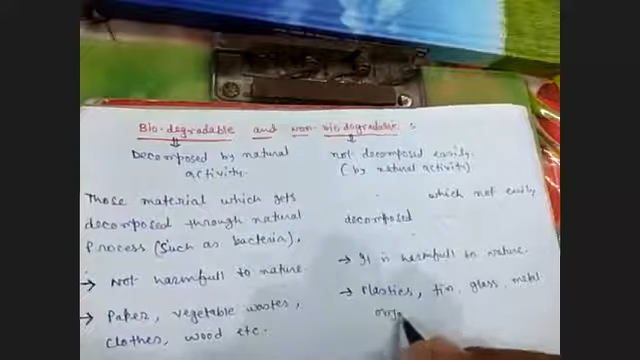 Bio-degradable and non-biodegradable :
Decomposed by natural
activity.
not decomposed easily.
(by natural activity)
Those material which gets
decomposed through natural
Process (such as bacteria).
→ Not harmfull to nature.
→ Paper, vegetable wastes,
clothes, wood etc.
which not easily
decomposed
→ It is harmfull to nature.
→ Plastics, tin, glass, metal